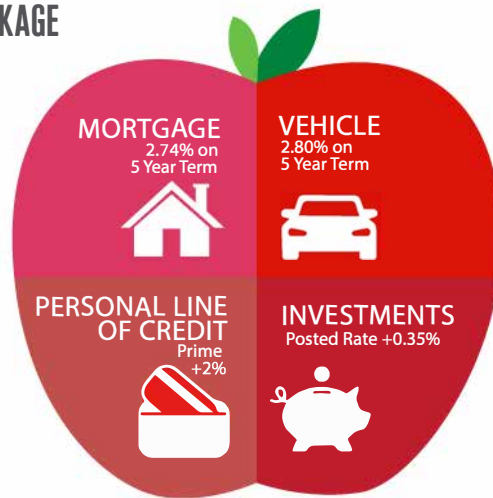 KAGE
MORTGAGE
2.74% on
5 Year Term
VEHICLE
2.80% on
5 Year Term
PERSONAL LINE
OF CREDIT
Prime
+2%
INVESTMENTS
Posted Rate +0.35%